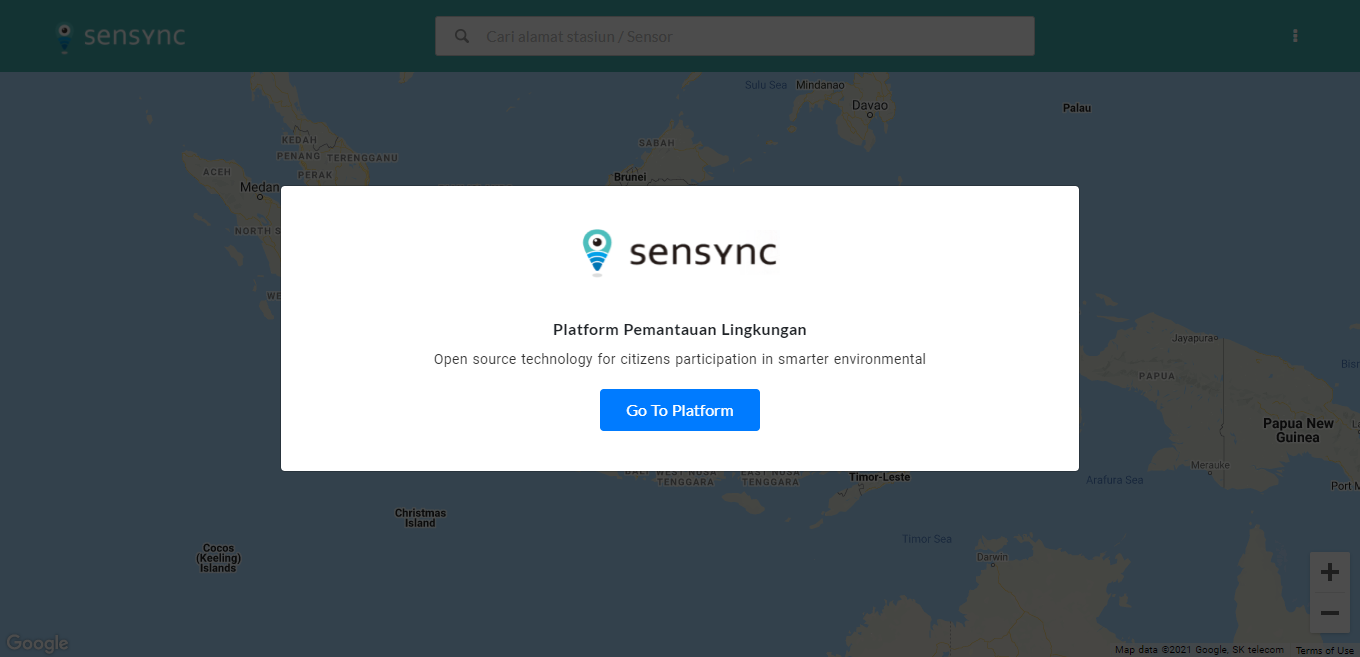 sensync
Cari alamat stasiun / Sensor
Sulu Sea
Mindanao
Davao
Palau
KEDAH
PENANG
TERENGGANU
PERAK
SABAH
ACEH
Medan
Brunei
NORTH S
WE
sensync
Platform Pemantauan Lingkungan
Open source technology for citizens participation in smarter environmental
Go To Platform
Jayapura
Bis
PAPUA
Papua New
Guinea
Merauke
Arafura Sea
Port M
BALI
WEST NUSA
TENGGARA
EAST NUSA
TENGGARA
Timor-Leste
Christmas
Island
Cocos
(Keeling)
Islands
Timor Sea
Darwin
Google
Map data ©2021 Google, SK telecom
Terms of Use